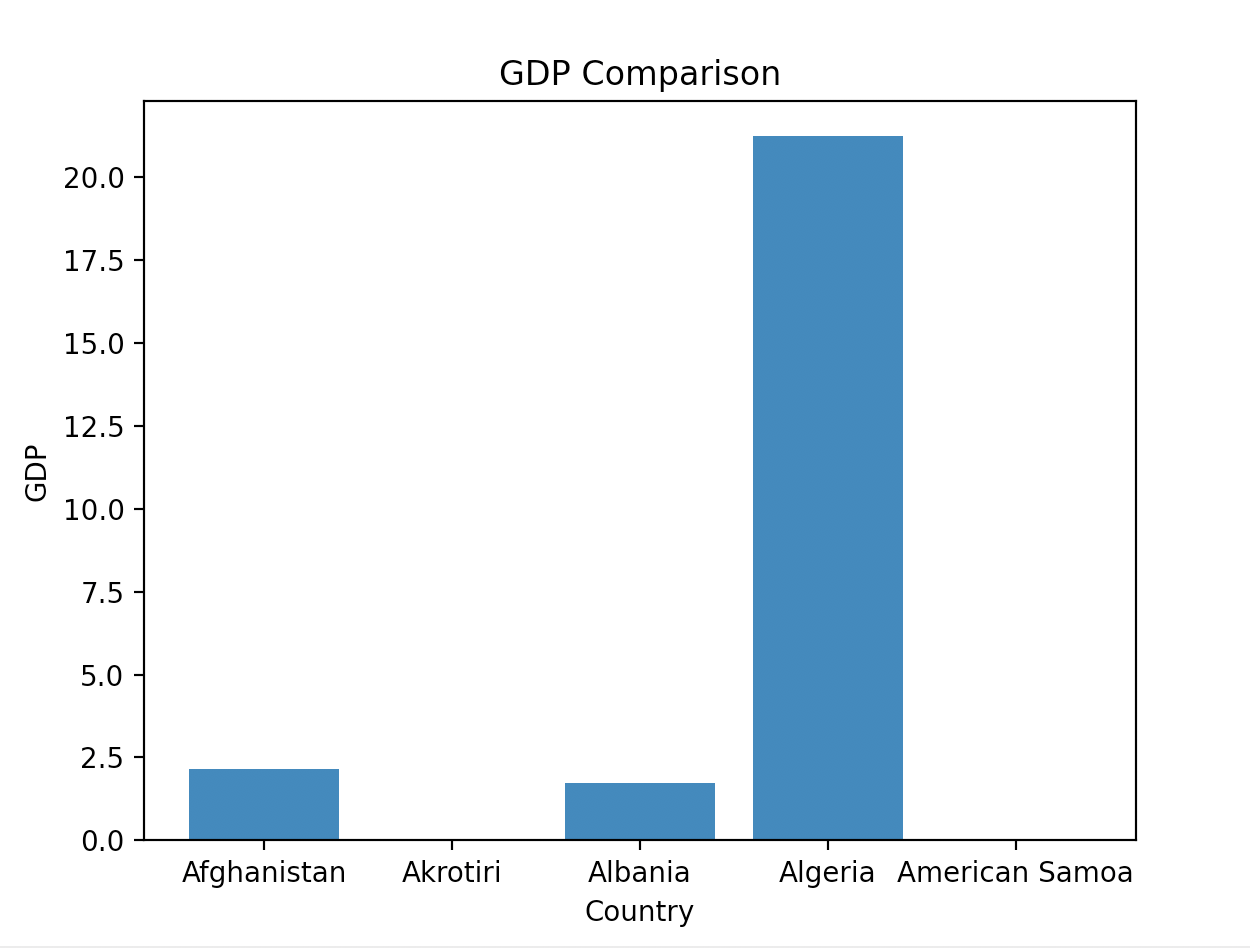 GDP Comparison
20.0
17.5
15.0
12.5
10.0
7.5
5.0
2.5
0.0
GDP
Afghanistan Akrotiri Albania Algeria American Samoa
Country